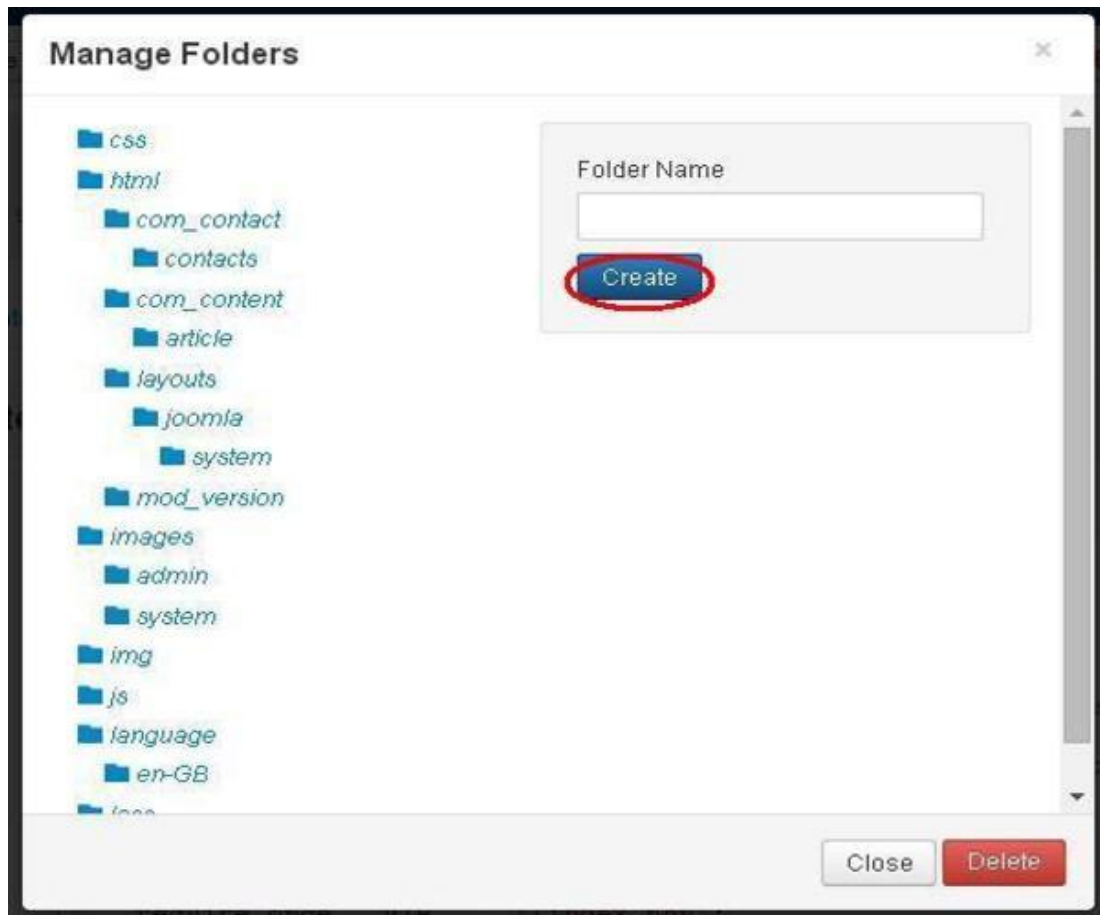 Manage Folders
×
css
html
com_contact
contacts
com_content
article
layouts
joomla
system
mod_version
images
admin
system
img
js
language
en-GB
Folder Name
Create
Close
Delete